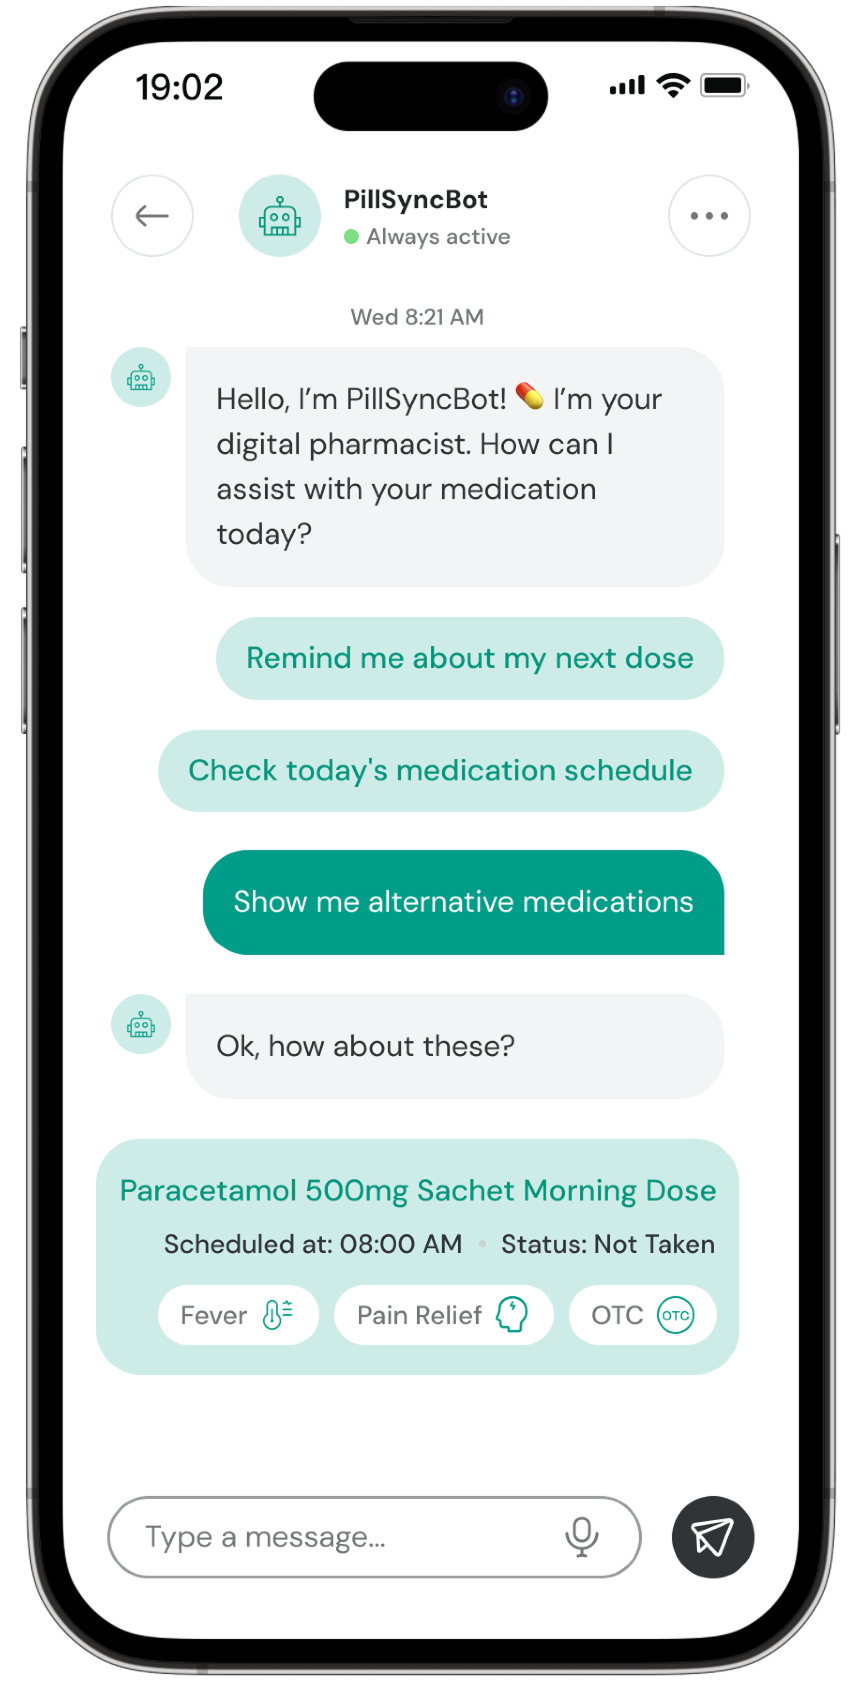 19:02
PillSyncBot
Always active
Wed 8:21 AM
Hello, I’m PillSyncBot! 💊 I’m your
digital pharmacist. How can I
assist with your medication
today?
Remind me about my next dose
Check today's medication schedule
Show me alternative medications
Ok, how about these?
Paracetamol 500mg Sachet Morning Dose
Scheduled at: 08:00 AM • Status: Not Taken
Fever Pain Relief OTC OTC
Type a message...